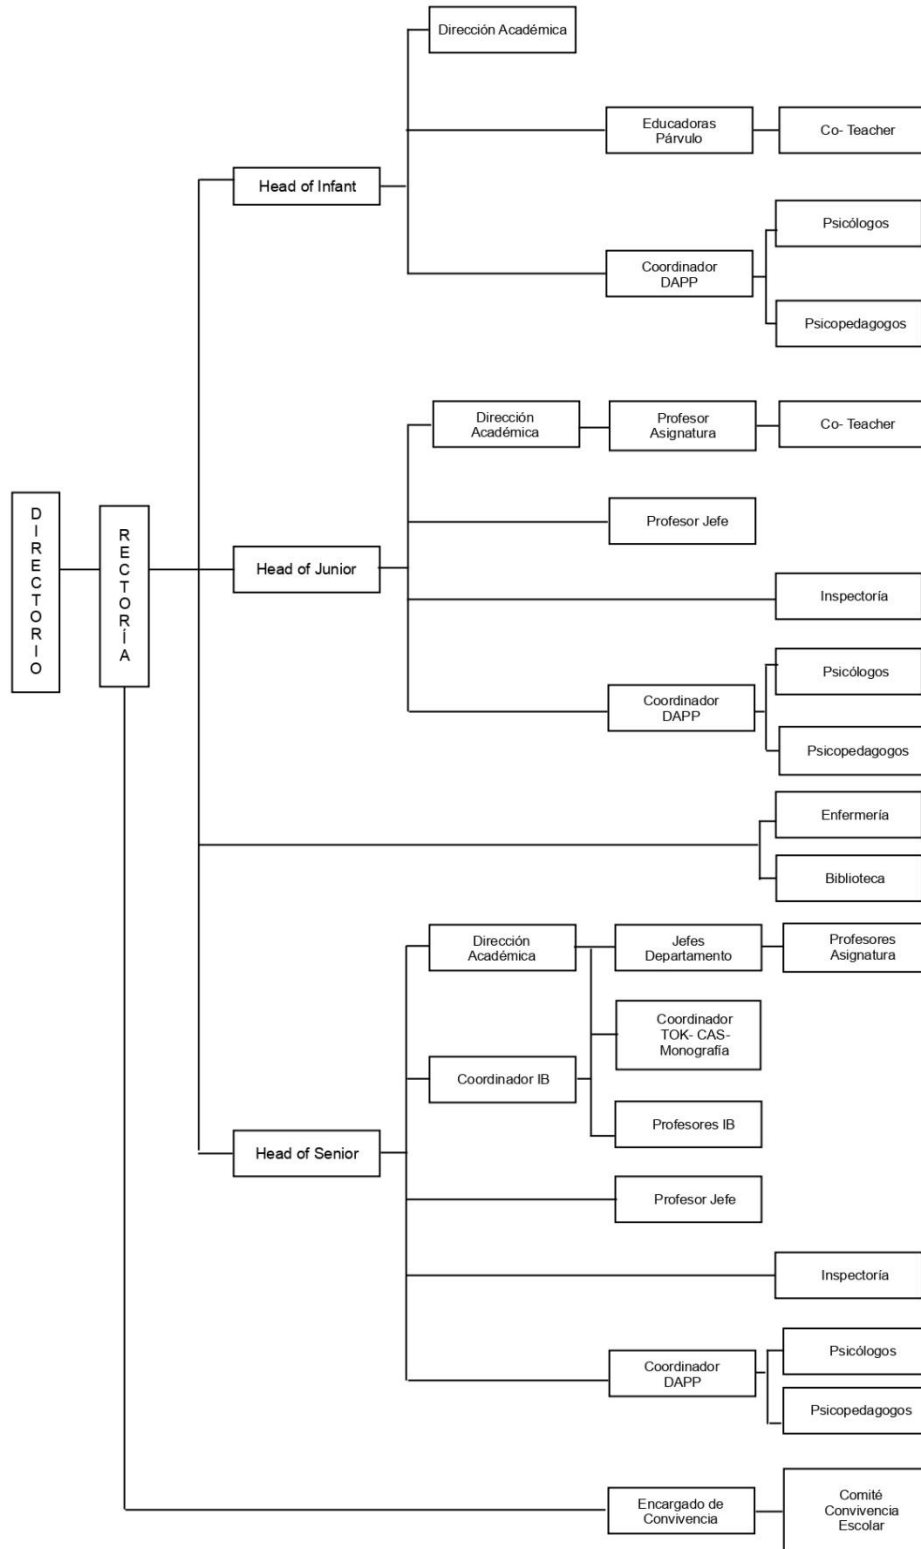 Dirección Académica
Educadoras
Párvulo
Co- Teacher
Head of Infant
Psicólogos
Coordinador
DAPP
Psicopedagogos
Dirección
Académica
Profesor
Asignatura
Co- Teacher
DIRECTORIO
RECTORÍA
Profesor Jefe
Head of Junior
Inspectoría
Psicólogos
Coordinador
DAPP
Psicopedagogos
Enfermería
Biblioteca
Dirección
Académica
Jefes
Departamento
Profesores
Asignatura
Coordinador
TOK- CAS-
Monografía
Coordinador IB
Profesores IB
Head of Senior
Profesor Jefe
Inspectoría
Psicólogos
Coordinador
DAPP
Psicopedagogos
Encargado de
Convivencia
Comité
Convivencia
Escolar